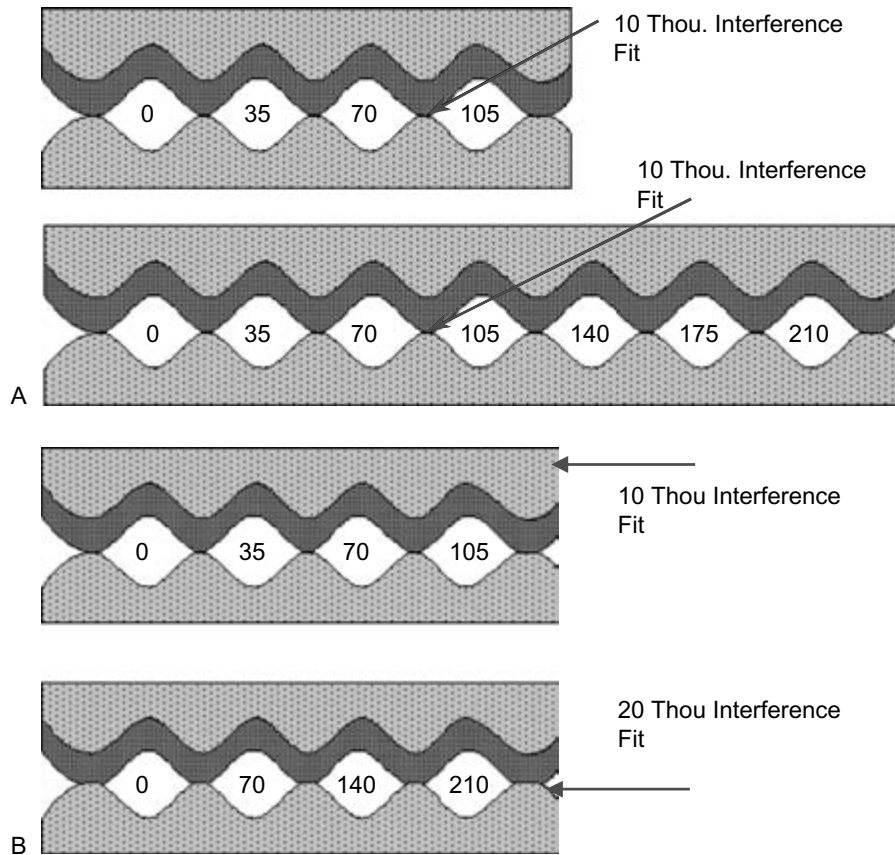 10 Thou. Interference
Fit
0 35 70 105
10 Thou. Interference
Fit
0 35 70 105 140 175 210
A
10 Thou Interference
Fit
0 35 70 105
20 Thou Interference
Fit
0 70 140 210
B